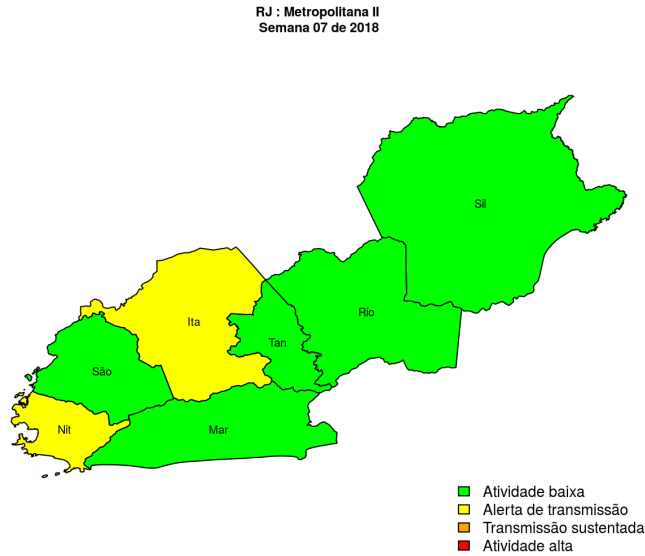 RJ : Metropolitana II
Semana 07 de 2018
Sil
Rio
Ita
Tan
São
Nit
Mar
Atividade baixa
Alerta de transmissão
Transmissão sustentada
Atividade alta